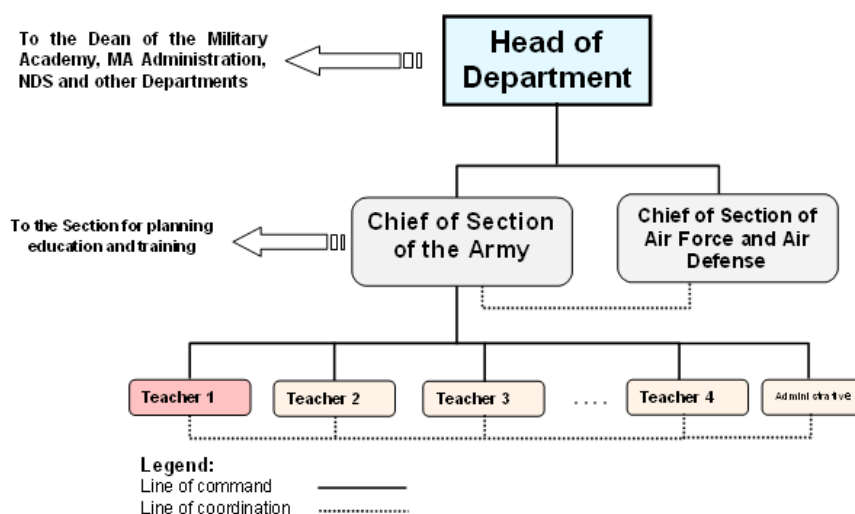 To the Dean of the Military
Academy, MA Administration,
NDS and other Departments
Head of
Department
To the Section for planning
education and training
Chief of Section
of the Army
Chief of Section of
Air Force and Air
Defense
Teacher 1
Teacher 2
Teacher 3
....
Teacher 4
Administrative
Legend:
Line of command
Line of coordination